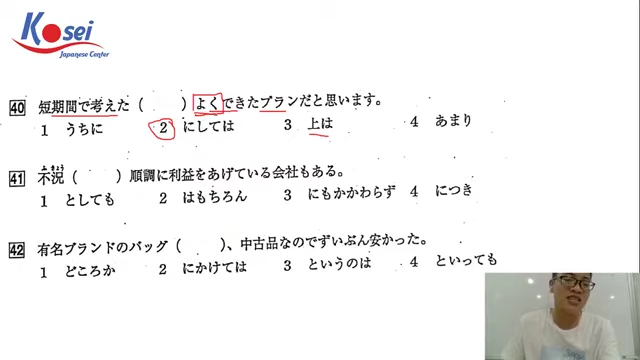 Kosei
Japanese Center
40 短期間で考えた( )よくできたプランだと思います。
1 うちに 2 にしては 3 上は 4 あまり
ふきょう
41 不況( )順調に利益をあげている会社もある。
1 としても 2 はもちろん 3 にもかかわらず 4 につき
42 有名ブランドのバッグ( )、中古品なのでずいぶん安かった。
1 どころか 2 にかけては 3 というのは 4 といっても